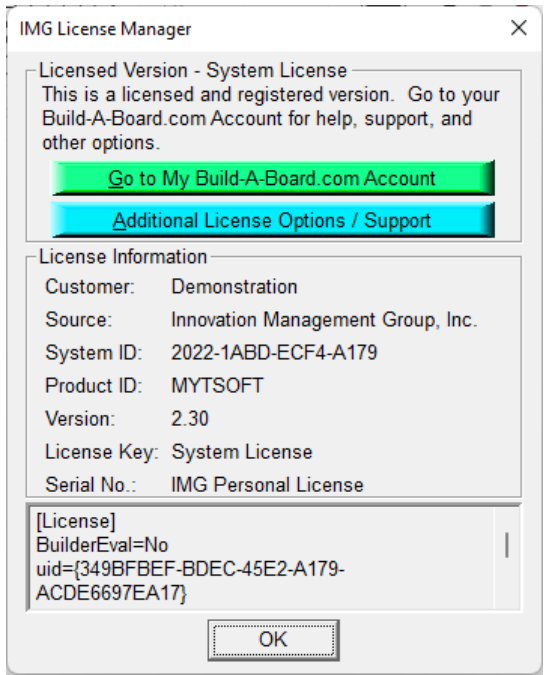 IMG License Manager
Licensed Version - System License
This is a licensed and registered version.  Go to your
Build-A-Board.com Account for help, support, and
other options.
Go to My Build-A-Board.com Account
Additional License Options / Support
License Information
Customer: Demonstration
Source: Innovation Management Group, Inc.
System ID: 2022-1ABD-ECF4-A179
Product ID: MYTSOFT
Version: 2.30
License Key: System License
Serial No.: IMG Personal License
[License]
BuilderEval=No
uid={349BFBEF-BDEC-45E2-A179-
ACDE6697EA17}
OK